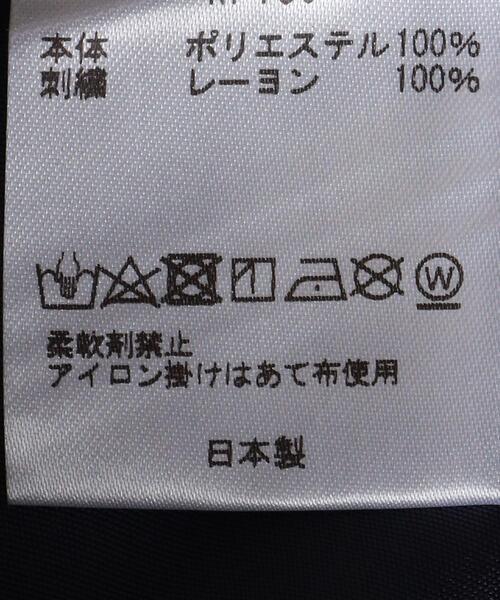 本体 ポリエステル100%
刺繍 レーヨン 100%
W
柔軟剤禁止
アイロン掛けはあて布使用
日本製